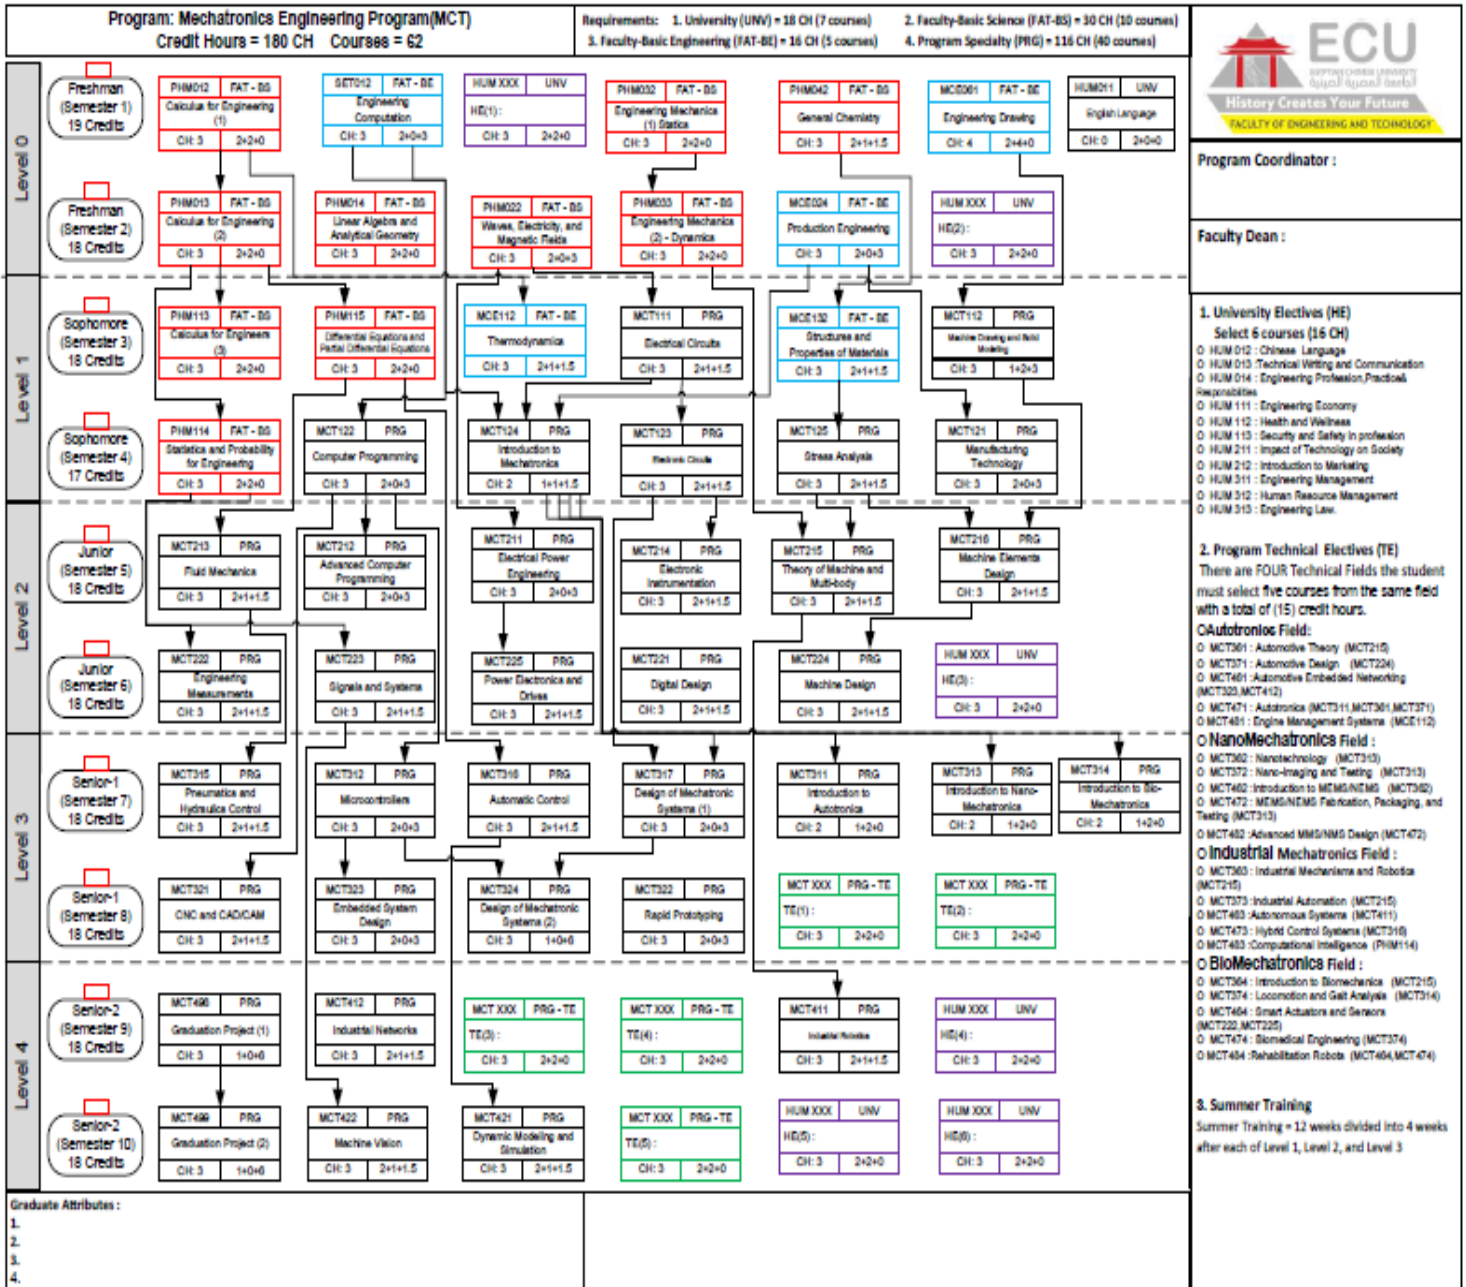 Program: Mechatronics Engineering Program(MCT)
Credit Hours = 180 CH Courses = 62
Requirements: 1. University (UNV) = 18 CH (7 courses) 2. Faculty-Basic Science (FAT-BS) = 30 CH (10 courses)
3. Faculty-Basic Engineering (FAT-BE) = 16 CH (5 courses) 4. Program Specialty (PRG) = 116 CH (40 courses)
ECU
EGYPTIAN CHINESE UNIVERSITY
History Creates Your Future
FACULTY OF ENGINEERING AND TECHNOLOGY
Program Coordinator :
Faculty Dean :
Level 0
Freshman
(Semester 1)
19 Credits
PHM012 FAT - BS
Calculus for Engineering
(1)
CH: 3 2+2+0
SET012 FAT - BE
Engineering
Computation
CH: 3 2+0+3
HUM XXX UNV
HE(1) :
CH: 3 2+2+0
PHM032 FAT - BS
Engineering Mechanics
(1) Statics
CH: 3 2+2+0
PHM042 FAT - BS
General Chemistry
CH: 3 2+1+1.5
MCE061 FAT - BE
Engineering Drawing
CH: 4 2+4+0
HUM011 UNV
English Language
CH: 0 2+0+0
Freshman
(Semester 2)
18 Credits
PHM013 FAT - BS
Calculus for Engineering
(2)
CH: 3 2+2+0
PHM014 FAT - BS
Linear Algebra and
Analytical Geometry
CH: 3 2+2+0
PHM022 FAT - BS
Waves, Electricity, and
Magnetic Fields
CH: 3 2+0+3
PHM033 FAT - BS
Engineering Mechanics
(2) - Dynamics
CH: 3 2+2+0
MCE024 FAT - BE
Production Engineering
CH: 3 2+0+3
HUM XXX UNV
HE(2) :
CH: 3 2+2+0
Level 1
Sophomore
(Semester 3)
18 Credits
PHM113 FAT - BS
Calculus for Engineers
(3)
CH: 3 2+2+0
PHM115 FAT - BS
Differential Equations and
Partial Differential Equations
CH: 3 2+2+0
MCE112 FAT - BE
Thermodynamics
CH: 3 2+1+1.5
MCT111 PRG
Electrical Circuits
CH: 3 2+1+1.5
MCE132 FAT - BE
Structures and
Properties of Materials
CH: 3 2+1+1.5
MCT112 PRG
Machine Drawing and Solid
Modeling
CH: 3 1+2+3
Sophomore
(Semester 4)
17 Credits
PHM114 FAT - BS
Statistics and Probability
for Engineering
CH: 3 2+2+0
MCT122 PRG
Computer Programming
CH: 3 2+0+3
MCT124 PRG
Introduction to
Mechatronics
CH: 2 1+1+1.5
MCT123 PRG
Electronic Circuits
CH: 3 2+1+1.5
MCT125 PRG
Stress Analysis
CH: 3 2+1+1.5
MCT121 PRG
Manufacturing
Technology
CH: 3 2+0+3
Level 2
Junior
(Semester 5)
18 Credits
MCT213 PRG
Fluid Mechanics
CH: 3 2+1+1.5
MCT212 PRG
Advanced Computer
Programming
CH: 3 2+0+3
MCT211 PRG
Electrical Power
Engineering
CH: 3 2+0+3
MCT214 PRG
Electronic
Instrumentation
CH: 3 2+1+1.5
MCT215 PRG
Theory of Machine and
Multi-body
CH: 3 2+1+1.5
MCT216 PRG
Machine Elements
Design
CH: 3 2+1+1.5
Junior
(Semester 6)
18 Credits
MCT222 PRG
Engineering
Measurements
CH: 3 2+1+1.5
MCT223 PRG
Signals and Systems
CH: 3 2+1+1.5
MCT225 PRG
Power Electronics and
Drives
CH: 3 2+1+1.5
MCT221 PRG
Digital Design
CH: 3 2+1+1.5
MCT224 PRG
Machine Design
CH: 3 2+1+1.5
HUM XXX UNV
HE(3) :
CH: 3 2+2+0
Level 3
Senior-1
(Semester 7)
18 Credits
MCT315 PRG
Pneumatics and
Hydraulics Control
CH: 3 2+1+1.5
MCT312 PRG
Microcontrollers
CH: 3 2+0+3
MCT316 PRG
Automatic Control
CH: 3 2+1+1.5
MCT317 PRG
Design of Mechatronic
Systems (1)
CH: 3 2+0+3
MCT311 PRG
Introduction to
Autotronics
CH: 2 1+2+0
MCT313 PRG
Introduction to Nano-
Mechatronics
CH: 2 1+2+0
MCT314 PRG
Introduction to Bio-
Mechatronics
CH: 2 1+2+0
Senior-1
(Semester 8)
18 Credits
MCT321 PRG
CNC and CAD/CAM
CH: 3 2+1+1.5
MCT323 PRG
Embedded System
Design
CH: 3 2+0+3
MCT324 PRG
Design of Mechatronic
Systems (2)
CH: 3 1+0+6
MCT322 PRG
Rapid Prototyping
CH: 3 2+0+3
MCT XXX PRG - TE
TE(1) :
CH: 3 2+2+0
MCT XXX PRG - TE
TE(2) :
CH: 3 2+2+0
Level 4
Senior-2
(Semester 9)
18 Credits
MCT498 PRG
Graduation Project (1)
CH: 3 1+0+6
MCT412 PRG
Industrial Networks
CH: 3 2+1+1.5
MCT XXX PRG - TE
TE(3) :
CH: 3 2+2+0
MCT XXX PRG - TE
TE(4) :
CH: 3 2+2+0
MCT411 PRG
Industrial Robotics
CH: 3 2+1+1.5
HUM XXX UNV
HE(4) :
CH: 3 2+2+0
Senior-2
(Semester 10)
18 Credits
MCT499 PRG
Graduation Project (2)
CH: 3 1+0+6
MCT422 PRG
Machine Vision
CH: 3 2+1+1.5
MCT421 PRG
Dynamic Modeling and
Simulation
CH: 3 2+1+1.5
MCT XXX PRG - TE
TE(5) :
CH: 3 2+2+0
HUM XXX UNV
HE(5) :
CH: 3 2+2+0
HUM XXX UNV
HE(6) :
CH: 3 2+2+0
1. University Electives (HE)
Select 6 courses (16 CH)
O HUM 012 : Chinese Language
O HUM 013 :Technical Writing and Communication
O HUM 014 : Engineering Profession,Practice&
Responsibilities
O HUM 111 : Engineering Economy
O HUM 112 : Health and Wellness
O HUM 113 : Security and Safety in profession
O HUM 211 : Impact of Technology on Society
O HUM 212 : Introduction to Marketing
O HUM 311 : Engineering Management
O HUM 312 : Human Resource Management
O HUM 313 : Engineering Law.
2. Program Technical Electives (TE)
There are FOUR Technical Fields the student
must select five courses from the same field
with a total of (15) credit hours.
O Autotronics Field:
O MCT361 : Automotive Theory (MCT215)
O MCT371 : Automotive Design (MCT224)
O MCT461 :Automotive Embedded Networking
(MCT323,MCT412)
O MCT471 : Autotronics (MCT311,MCT361,MCT371)
O MCT481 : Engine Management Systems (MCE112)
O NanoMechatronics Field :
O MCT362 : Nanotechnology (MCT313)
O MCT372 : Nano-Imaging and Testing (MCT313)
O MCT462 :Introduction to MEMS/NEMS (MCT362)
O MCT472 : MEMS/NEMS Fabrication, Packaging, and
Testing (MCT313)
O MCT482 :Advanced MMS/NMS Design (MCT472)
O Industrial Mechatronics Field :
O MCT363 : Industrial Mechanisms and Robotics
(MCT215)
O MCT373 :Industrial Automation (MCT215)
O MCT463 :Autonomous Systems (MCT411)
O MCT473 : Hybrid Control Systems (MCT316)
O MCT483 :Computational Intelligence (PHM114)
O BioMechatronics Field :
O MCT364 : Introduction to Biomechanics (MCT215)
O MCT374 : Locomotion and Gait Analysis (MCT314)
O MCT464 : Smart Actuators and Sensors
(MCT222,MCT225)
O MCT474 : Biomedical Engineering (MCT374)
O MCT484 :Rehabilitation Robots (MCT464,MCT474)
3. Summer Training
Summer Training = 12 weeks divided into 4 weeks
after each of Level 1, Level 2, and Level 3
Graduate Attributes :
1.
2.
3.
4.